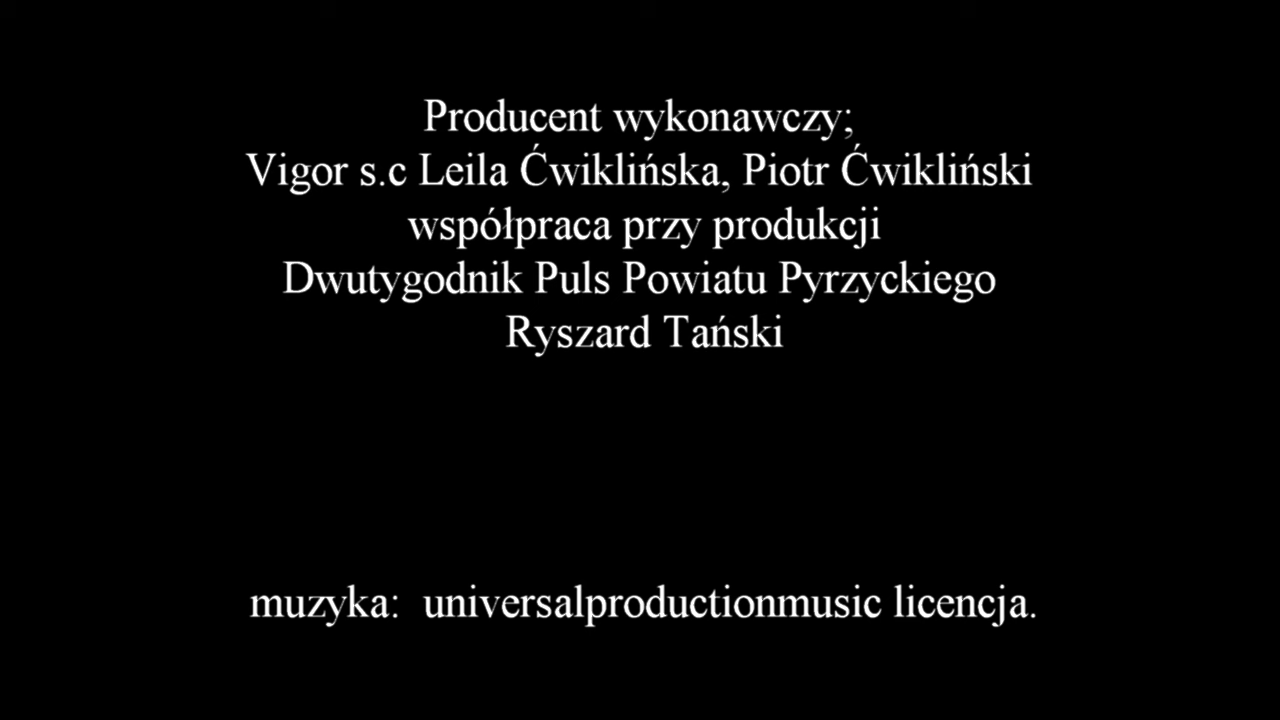 Producent wykonawczy;
Vigor s.c Leila Ćwiklińska, Piotr Ćwikliński
współpraca przy produkcji
Dwutygodnik Puls Powiatu Pyrzyckiego
Ryszard Tański
muzyka:  universalproductionmusic licencja.